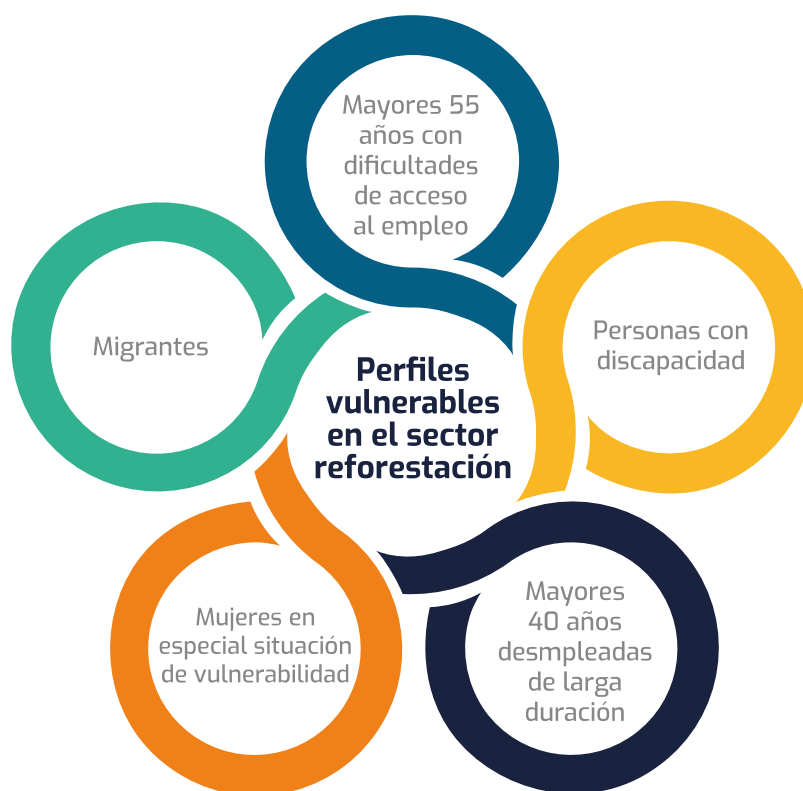 Mayores 55
años con
dificultades
de acceso
al empleo
Migrantes
Personas con
discapacidad
Perfiles
vulnerables
en el sector
reforestación
Mujeres en
especial situación
de vulnerabilidad
Mayores
40 años
desmpleadas
de larga
duración